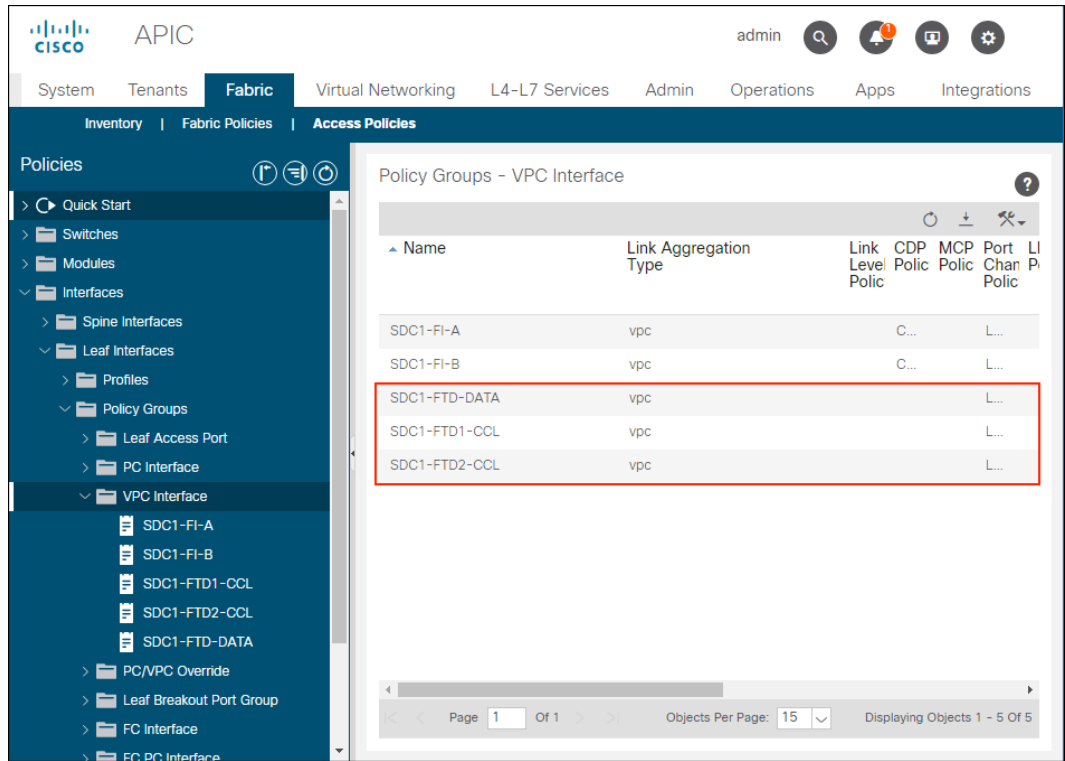 CISCO
APIC
admin
1
System Tenants Fabric Virtual Networking L4-L7 Services Admin Operations Apps Integrations
Inventory | Fabric Policies | Access Policies
Policies
Quick Start
Switches
Modules
Interfaces
Spine Interfaces
Leaf Interfaces
Profiles
Policy Groups
Leaf Access Port
PC Interface
VPC Interface
SDC1-FI-A
SDC1-FI-B
SDC1-FTD1-CCL
SDC1-FTD2-CCL
SDC1-FTD-DATA
PC/VPC Override
Leaf Breakout Port Group
FC Interface
FC PC Interface
Policy Groups - VPC Interface
?
Name Link Aggregation Link CDP MCP Port
Type Level Polic Polic Chan
Polic Polic
SDC1-FI-A vpc C... L...
SDC1-FI-B vpc C... L...
SDC1-FTD-DATA vpc L...
SDC1-FTD1-CCL vpc L...
SDC1-FTD2-CCL vpc L...
Page 1 Of 1 Objects Per Page: 15 Displaying Objects 1 - 5 Of 5